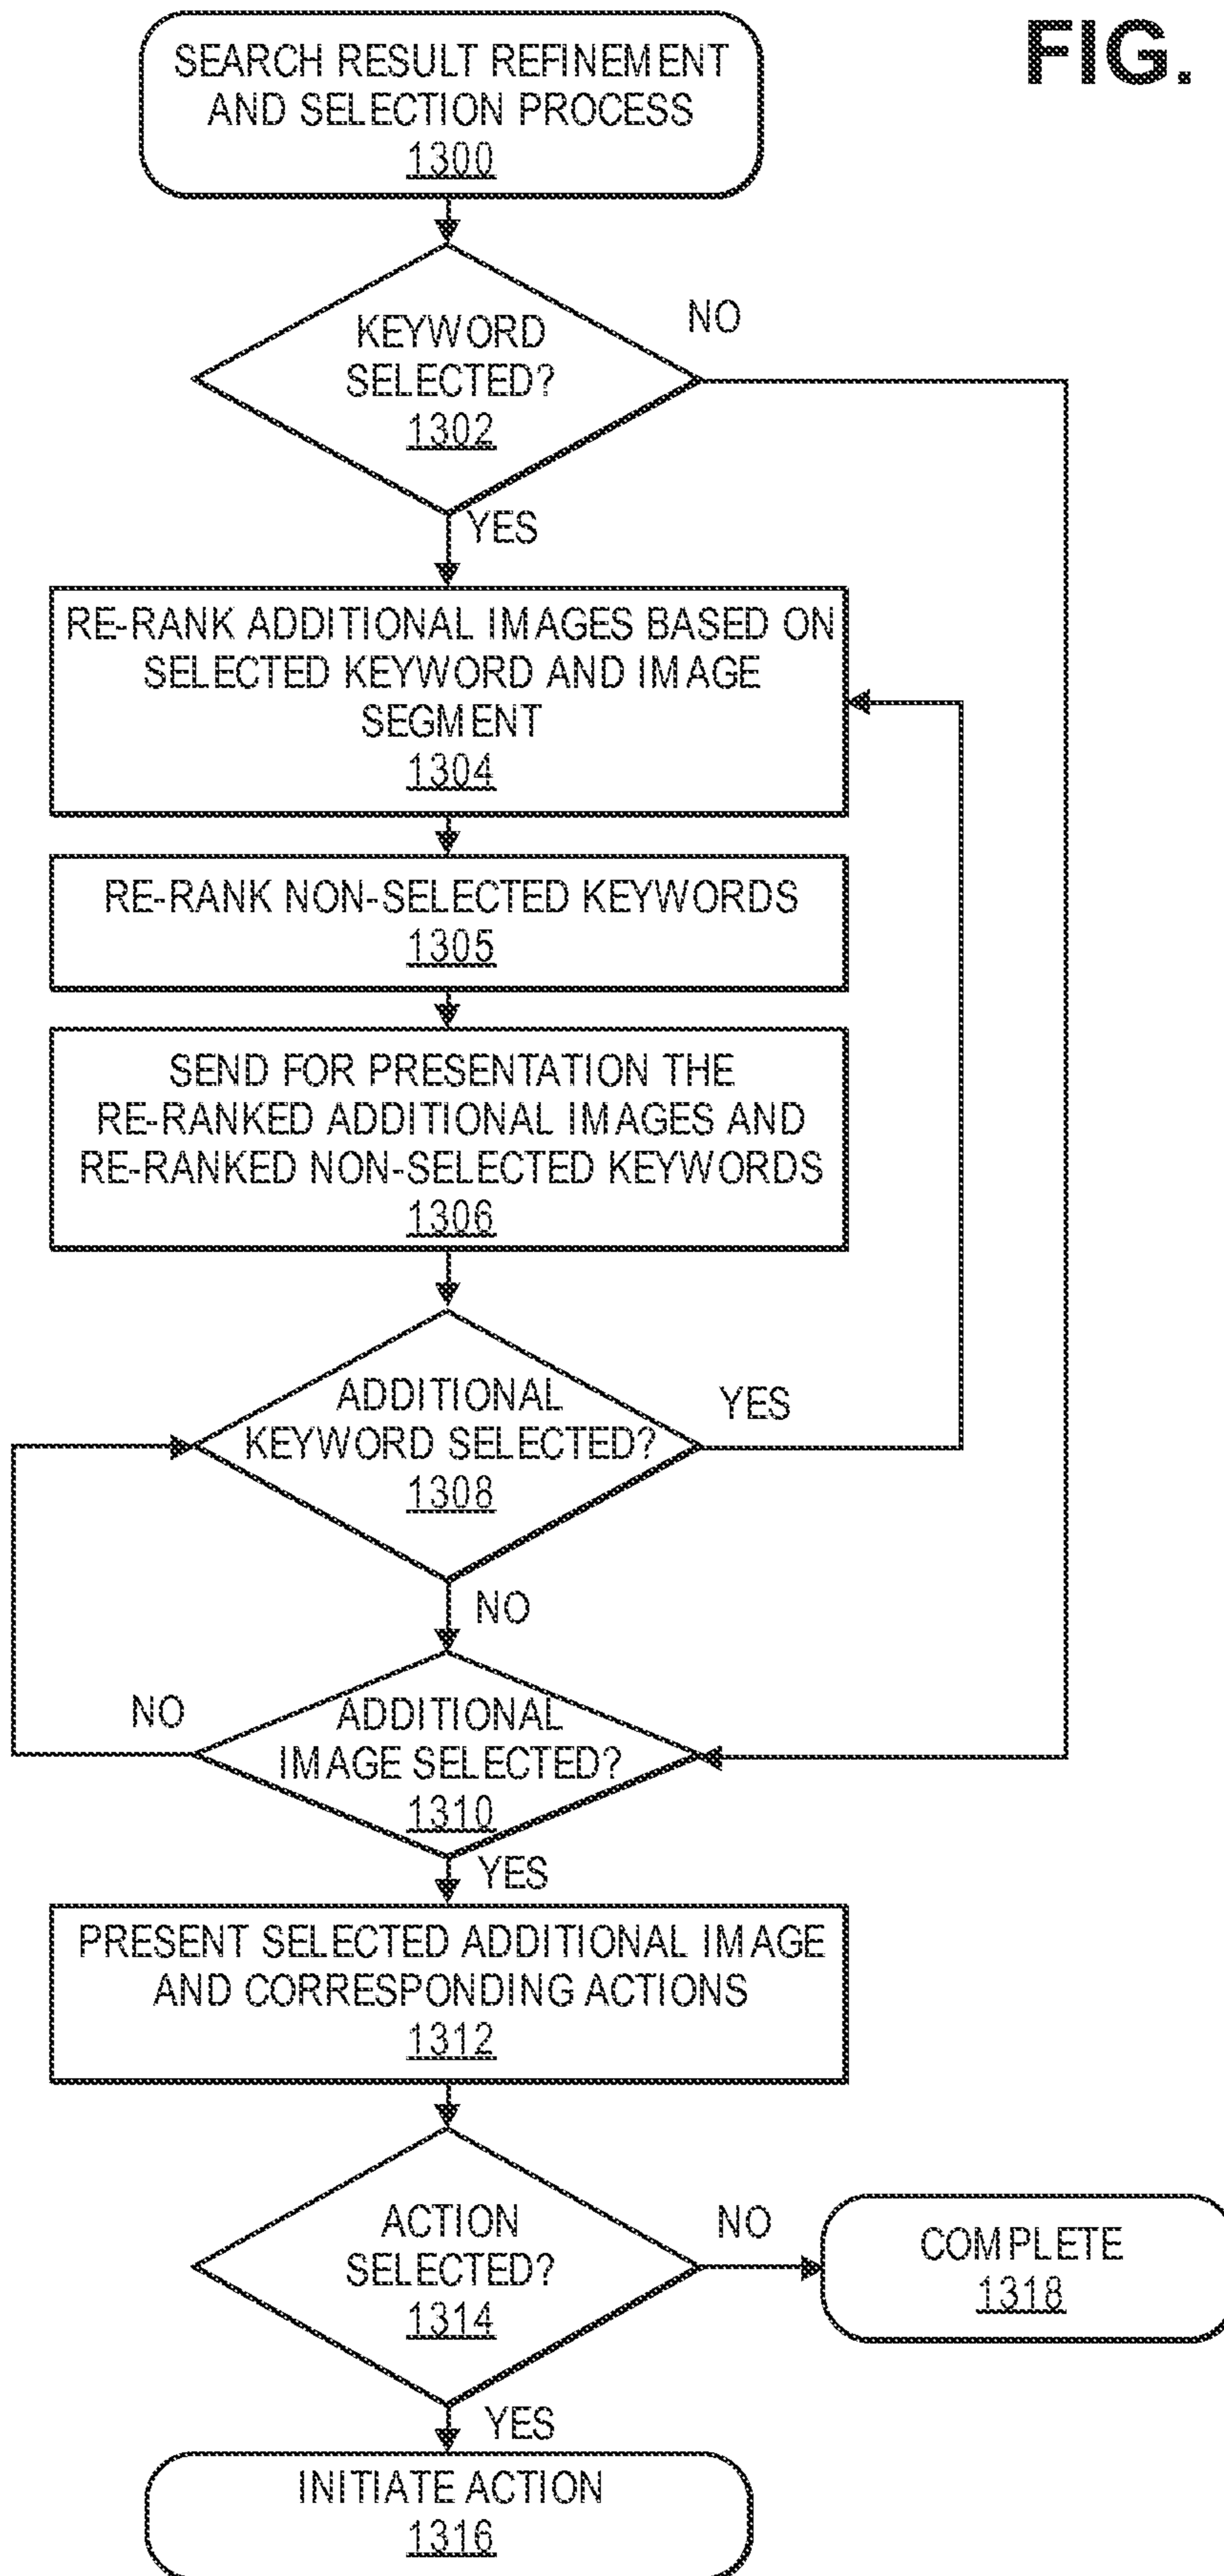 FIG.
SEARCH RESULT REFINEMENT
AND SELECTION PROCESS
1300
KEYWORD
SELECTED?
1302
NO
YES
RE-RANK ADDITIONAL IMAGES BASED ON
SELECTED KEYWORD AND IMAGE
SEGMENT
1304
RE-RANK NON-SELECTED KEYWORDS
1305
SEND FOR PRESENTATION THE
RE-RANKED ADDITIONAL IMAGES AND
RE-RANKED NON-SELECTED KEYWORDS
1306
ADDITIONAL
KEYWORD SELECTED?
1308
YES
NO
ADDITIONAL
IMAGE SELECTED?
1310
NO
YES
PRESENT SELECTED ADDITIONAL IMAGE
AND CORRESPONDING ACTIONS
1312
ACTION
SELECTED?
1314
NO
COMPLETE
1318
YES
INITIATE ACTION
1316